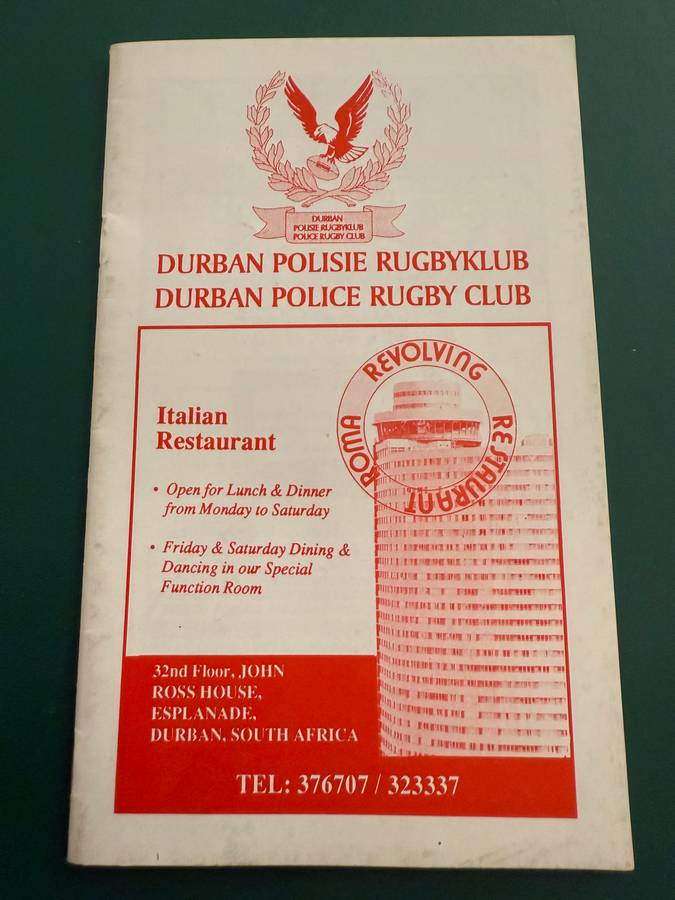 DURBAN
POLISIE RUGBYKLUB
POLICE RUGBY CLUB
DURBAN POLISIE RUGBYKLUB
DURBAN POLICE RUGBY CLUB
REVOLVING
RESTAURANT
ROMA
Italian
Restaurant
• Open for Lunch & Dinner
from Monday to Saturday
• Friday & Saturday Dining &
Dancing in our Special
Function Room
32nd Floor, JOHN
ROSS HOUSE,
ESPLANADE,
DURBAN, SOUTH AFRICA
TEL: 376707 / 323337